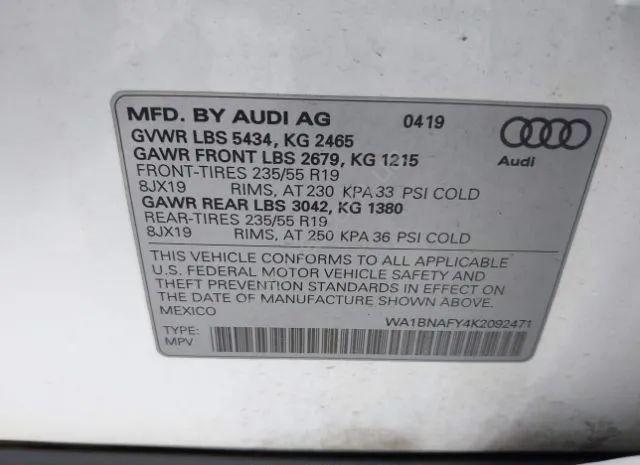 MFD. BY AUDI AG 0419
GVWR LBS 5434, KG 2465
GAWR FRONT LBS 2679, KG 1215
FRONT-TIRES 235/55 R19
8JX19 RIMS, AT 230 KPA 33 PSI COLD
GAWR REAR LBS 3042, KG 1380
REAR-TIRES 235/55 R19
8JX19 RIMS, AT 250 KPA 36 PSI COLD
Audi
THIS VEHICLE CONFORMS TO ALL APPLICABLE
U.S. FEDERAL MOTOR VEHICLE SAFETY AND
THEFT PREVENTION STANDARDS IN EFFECT ON
THE DATE OF MANUFACTURE SHOWN ABOVE.
MEXICO WA1BNAFY4K2092471
TYPE:
MPV